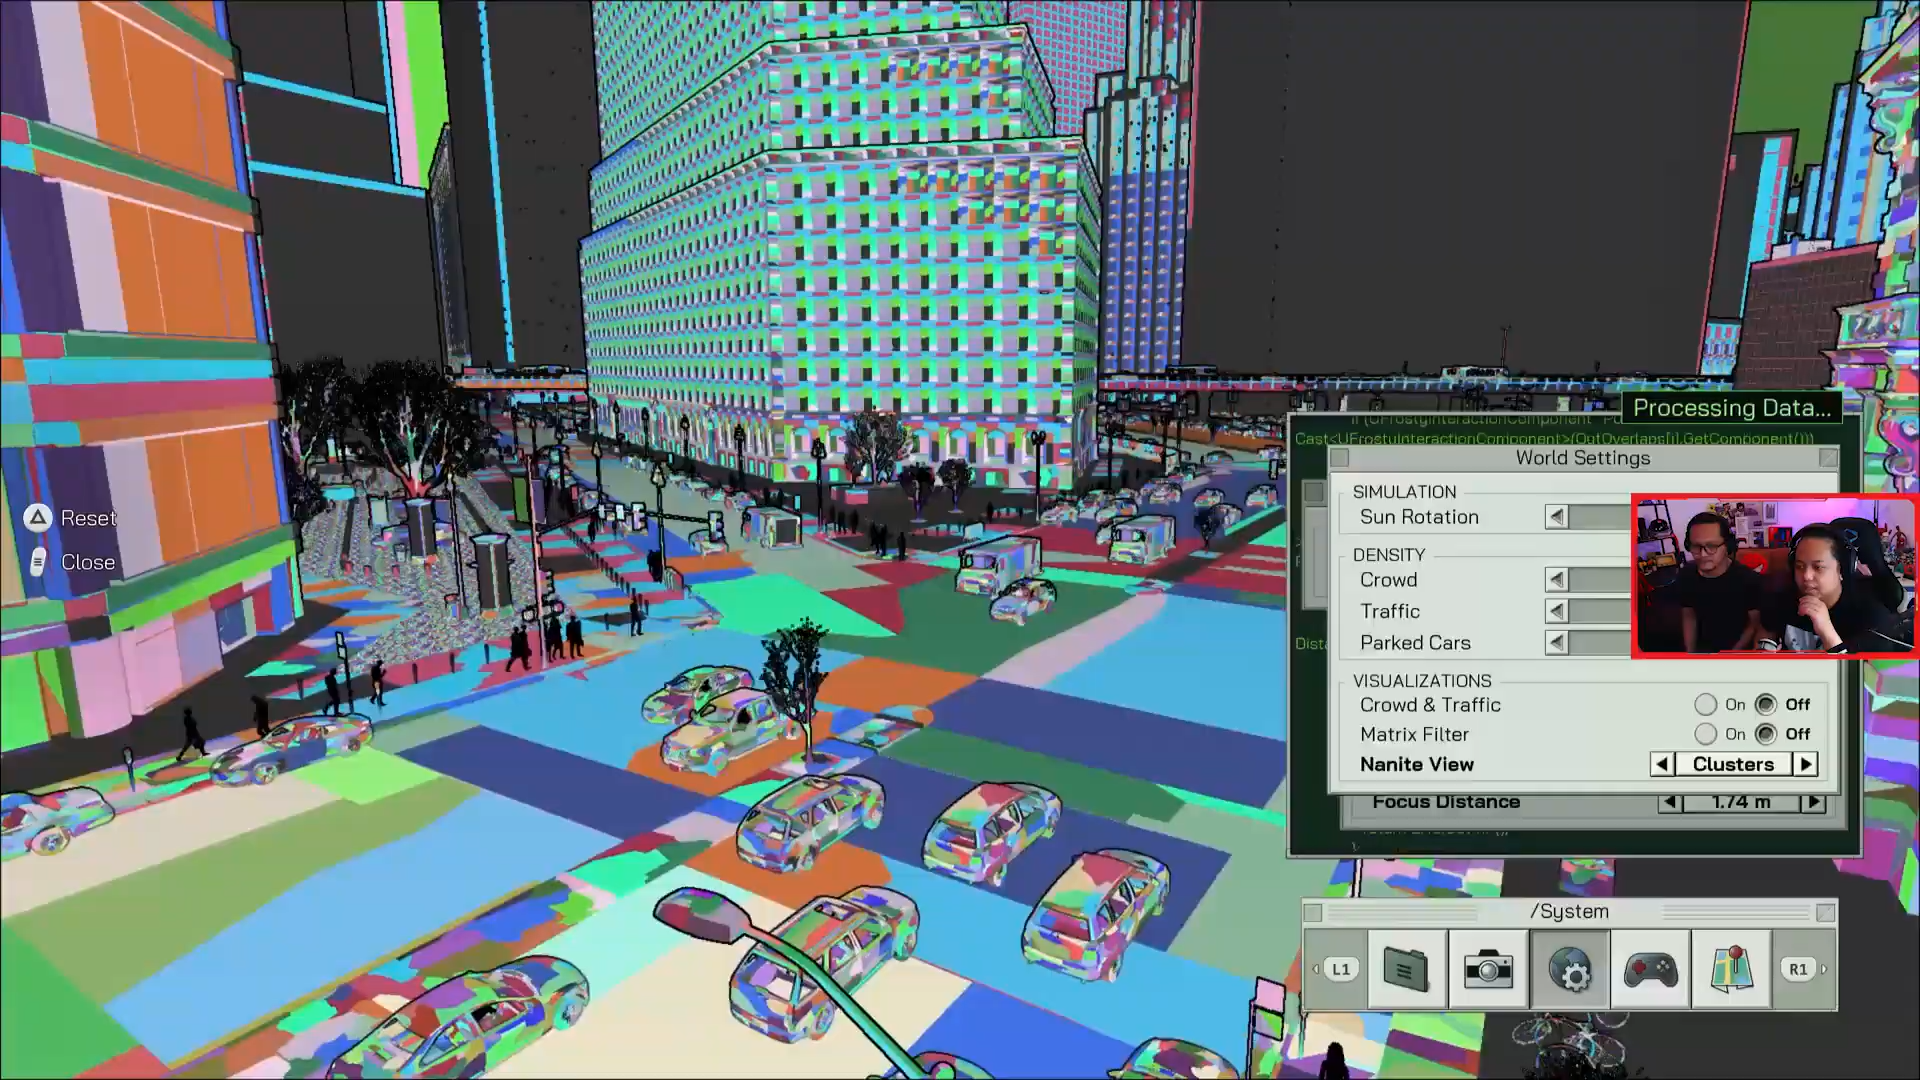 Processing Data...
Cast<UFrostyInteractionComponent>(OutOverlaps[i].GetComponent()))
World Settings
SIMULATION
Sun Rotation
DENSITY
Crowd
Traffic
Parked Cars
VISUALIZATIONS
Crowd & Traffic On Off
Matrix Filter On Off
Nanite View Clusters
Focus Distance 1.74 m
Reset
Close
/System
L1 R1